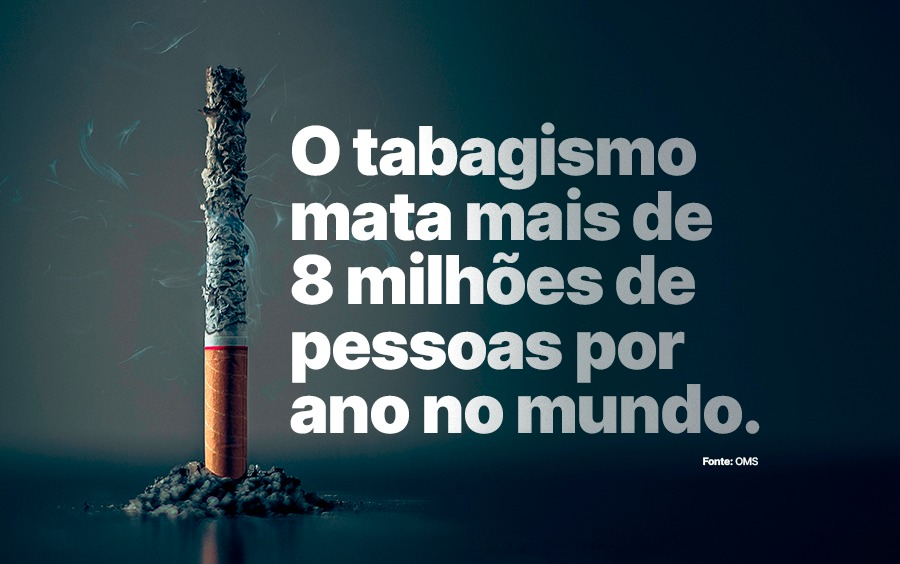 O tabagismo
mata mais de
8 milhões de
pessoas por
ano no mundo.
Fonte: OMS